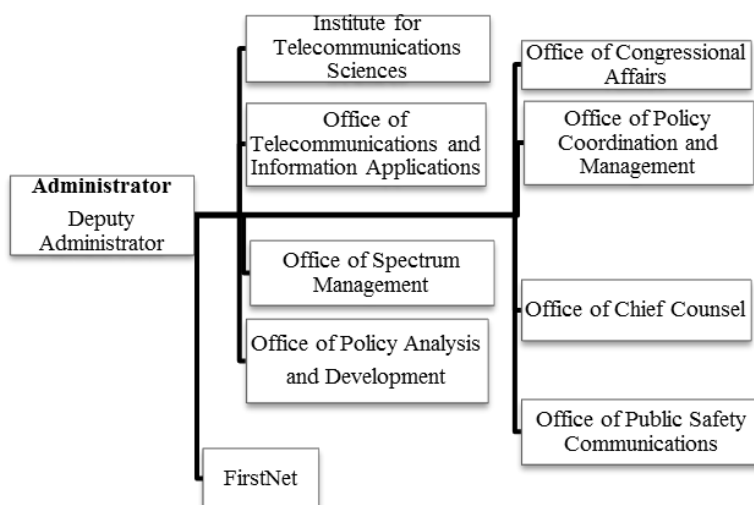 Institute for
Telecommunications
Sciences
Office of
Telecommunications and
Information Applications
Administrator
Deputy
Administrator
Office of Spectrum
Management
Office of Policy Analysis
and Development
FirstNet
Office of Congressional
Affairs
Office of Policy
Coordination and
Management
Office of Chief Counsel
Office of Public Safety
Communications